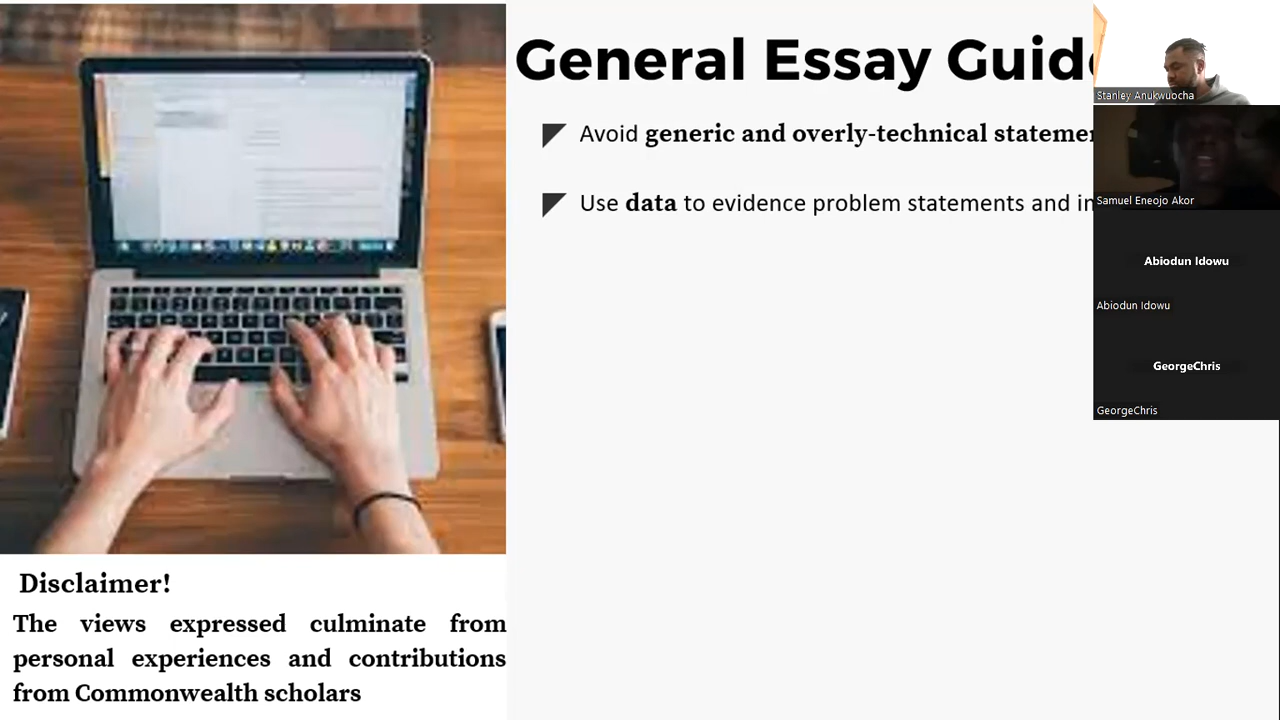 General Essay Guid
Avoid generic and overly-technical
Use data to evidence problem statements and
Disclaimer!
The views expressed culminate from
personal experiences and contributions
from Commonwealth scholars
Stanley Anukwuocha
Samuel Eneojo Akor
Abiodun Idowu
Abiodun Idowu
GeorgeChris
GeorgeChris